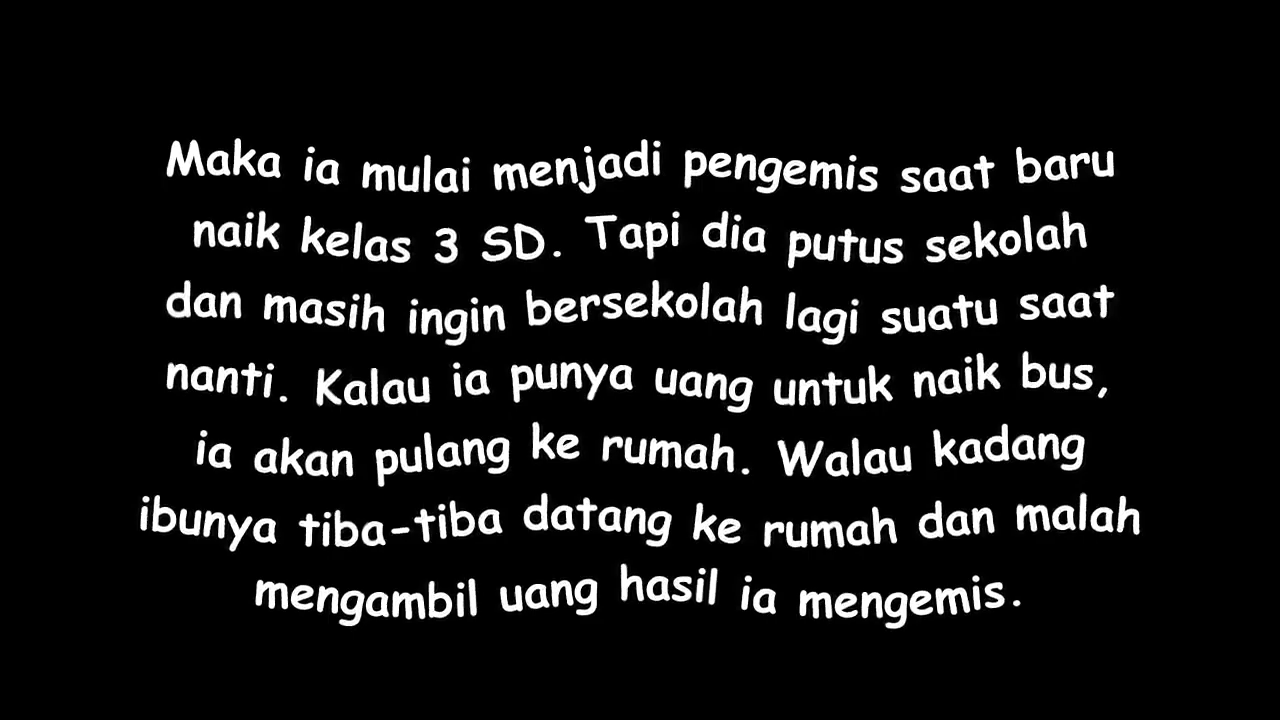 Maka ia mulai menjadi pengemis saat baru
naik kelas 3 SD. Tapi dia putus sekolah
dan masih ingin bersekolah lagi suatu saat
nanti. Kalau ia punya uang untuk naik bus,
ia akan pulang ke rumah. Walau kadang
ibunya tiba-tiba datang ke rumah dan malah
mengambil uang hasil ia mengemis.